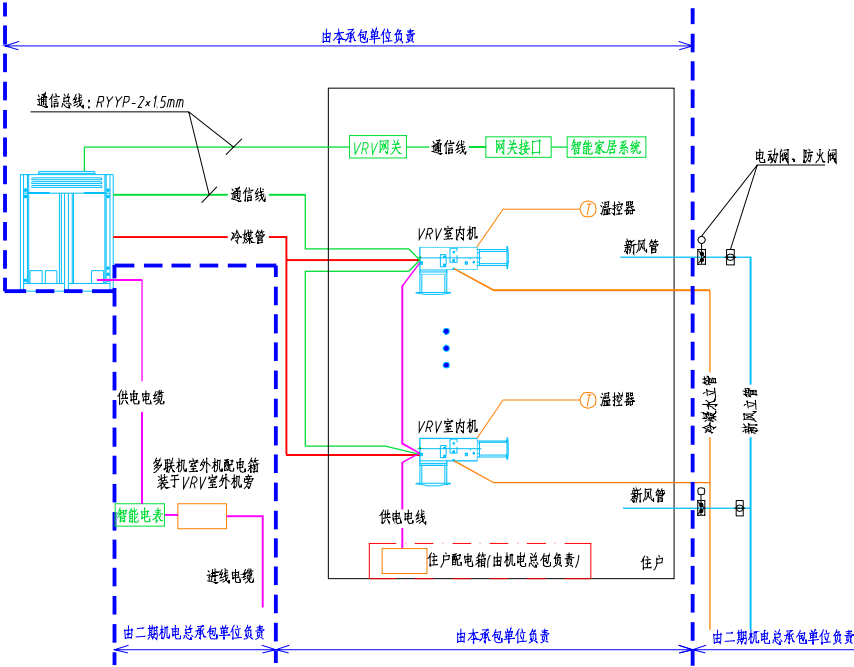 由本承包单位负责
通信总线：RYYP-2×1.5mm
VRV网关
通信线
网关接口
智能家居系统
电动阀、防火阀
通信线
温控器
冷媒管
VRV室内机
新风管
供电电缆
温控器
冷凝水立管
新风立管
VRV室内机
多联机室外机配电箱
装于VRV室外机旁
新风管
智能电表
供电电线
住户配电箱(由机电总包负责)
住户
进线电缆
由二期机电总承包单位负责
由本承包单位负责
由二期机电总承包单位负责
T
T